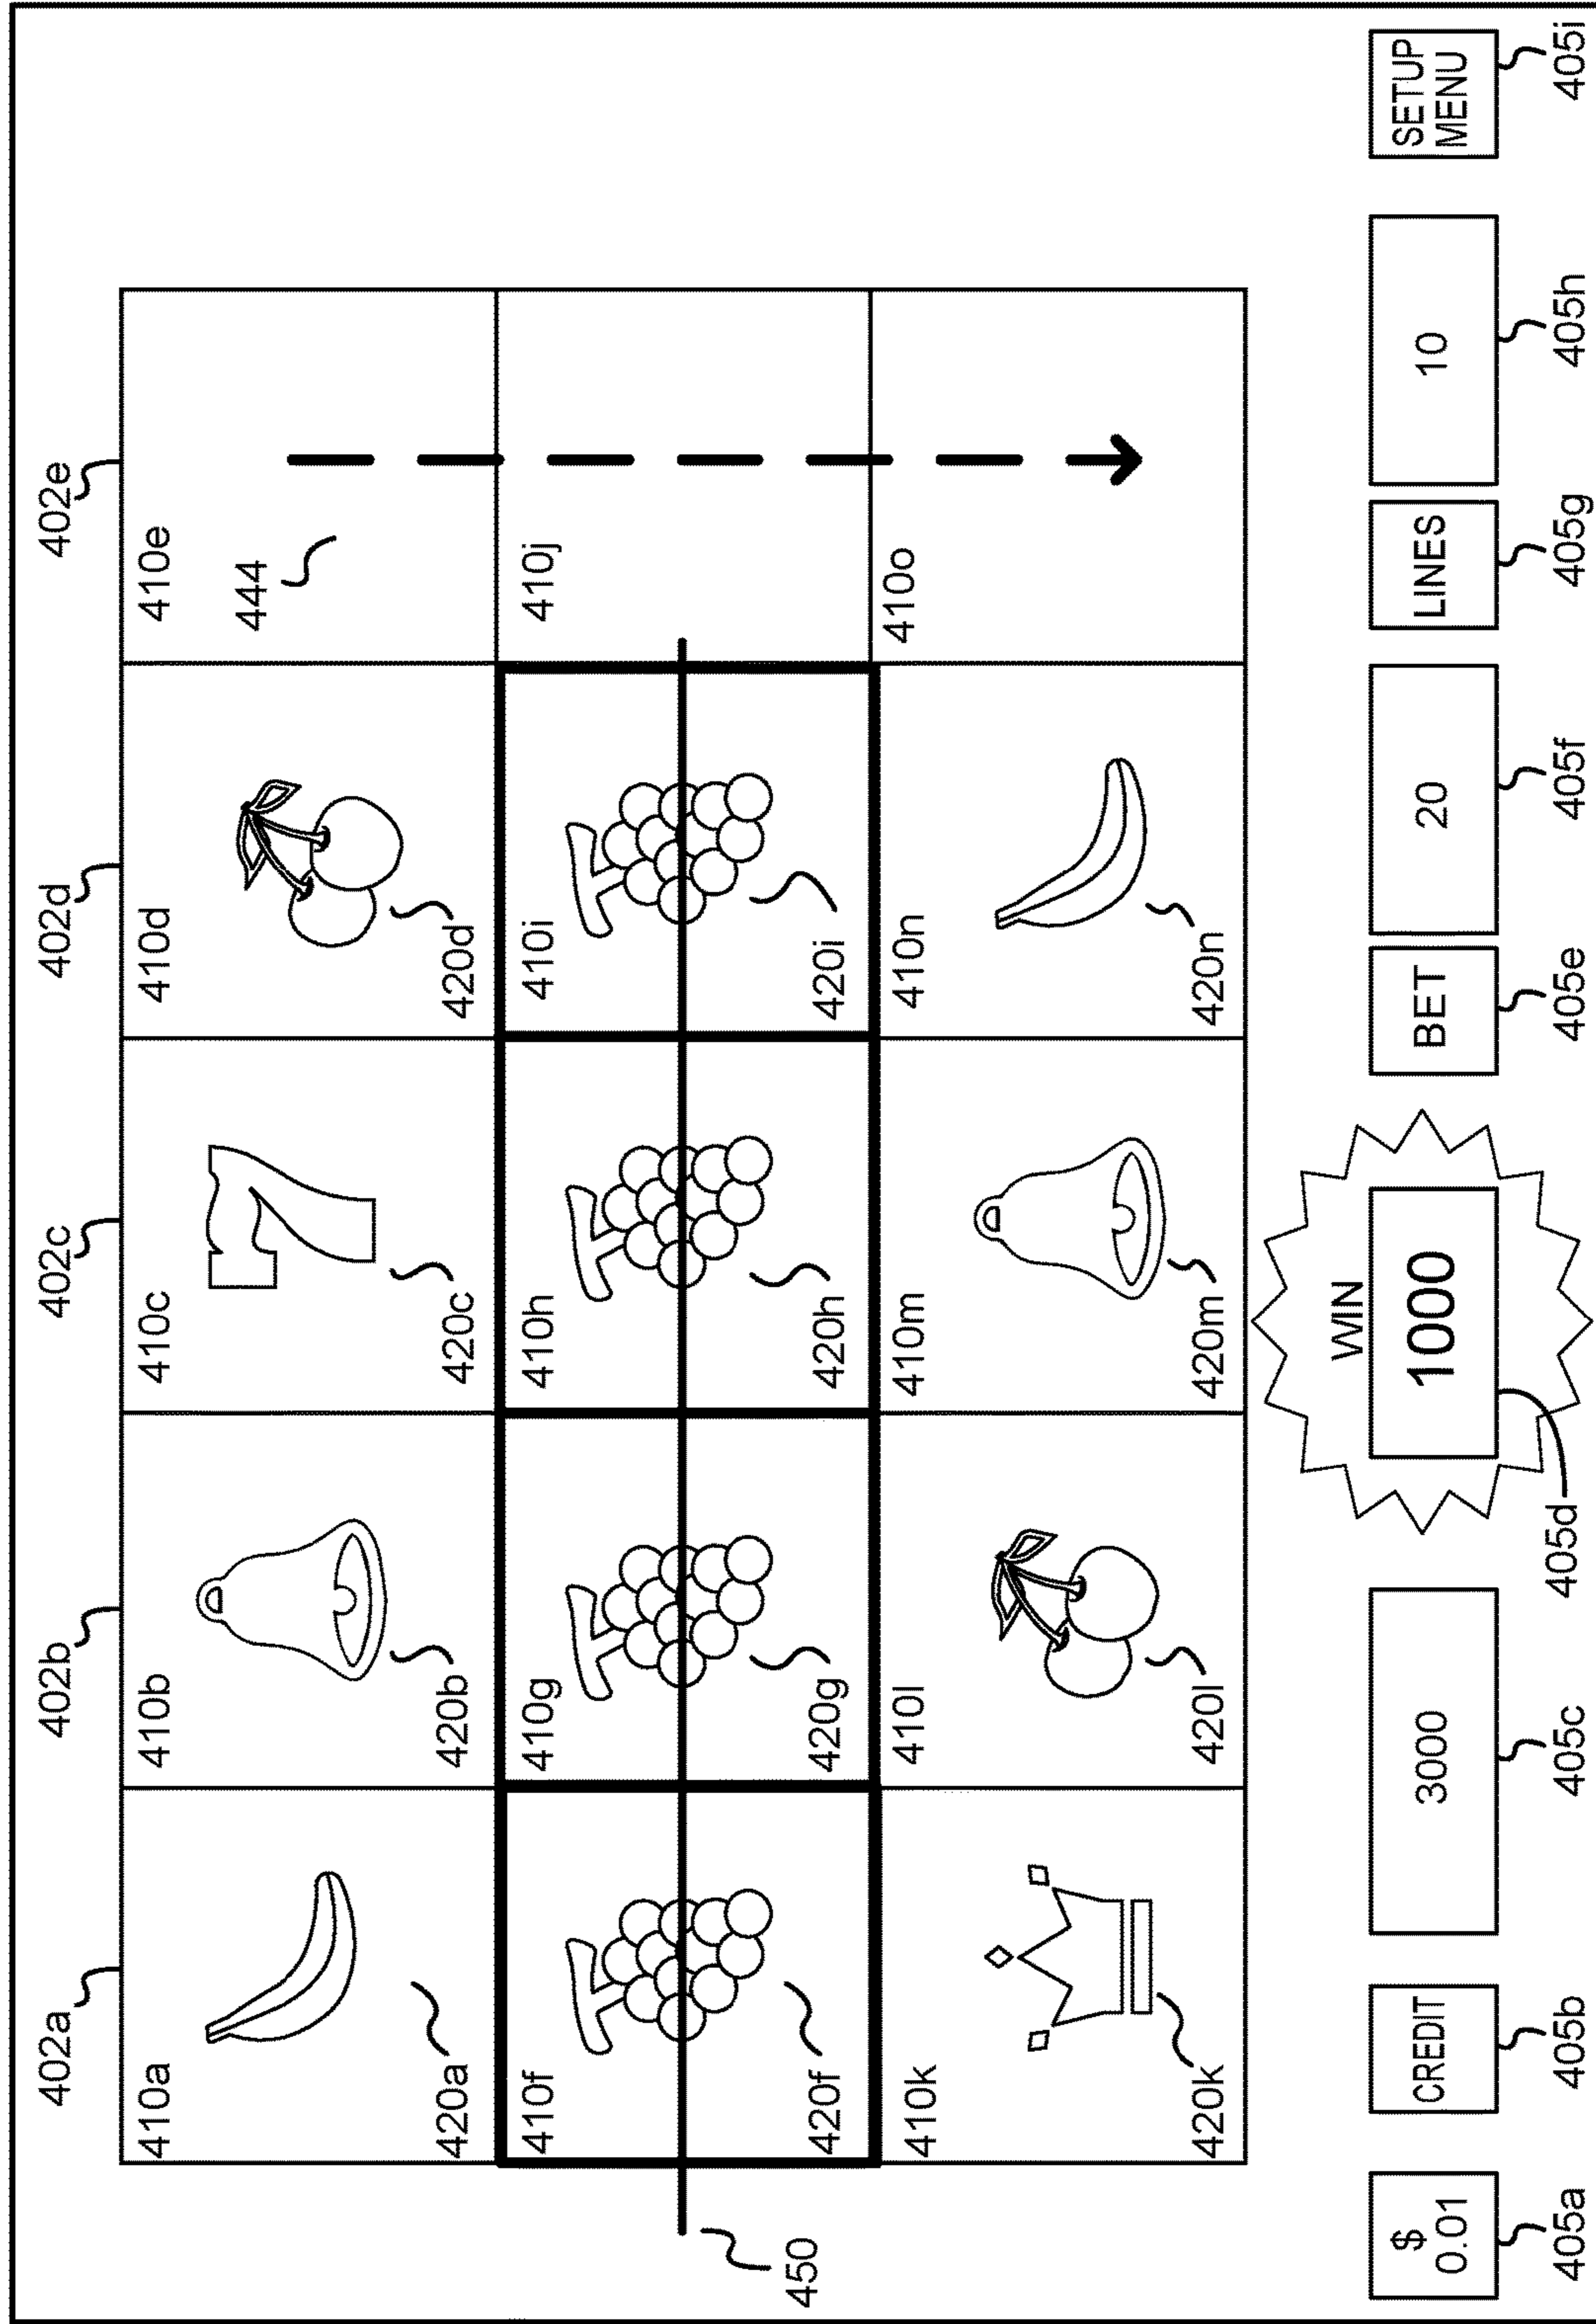 402a 402b 402c 402d 402e
410a 410b 410c 410d 410e
444
420a 420b 420c 420d
410f 410g 410h 410i 410j
450
420f 420g 420h 420i
410k 410l 410m 410n 410o
420k 420l 420m 420n
WIN
$
0.01
CREDIT
3000
1000
BET
20
LINES
10
SETUP
MENU
405a 405b 405c 405d 405e 405f 405g 405h 405i